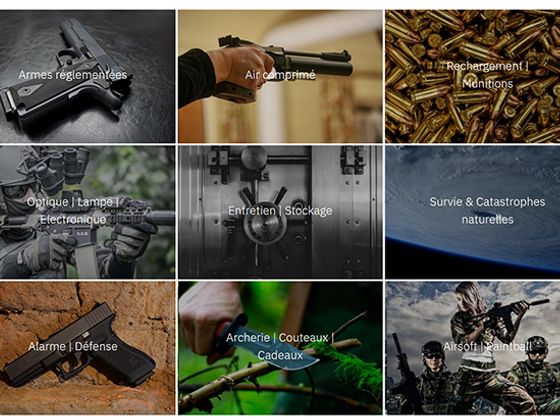 Armes réglementées
Air comprimé
Rechargement |
Munitions
Optique | Lampe |
Electronique
Entretien | Stockage
Survie & Catastrophes
naturelles
Alarme | Défense
Archerie | Couteaux |
Cadeaux
Airsoft | Paintball